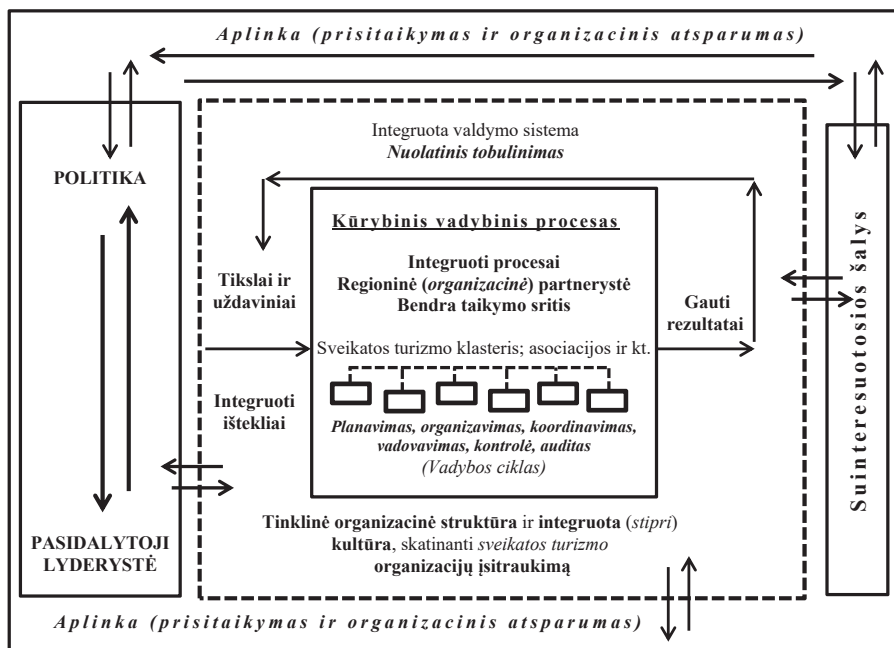 Aplinka (prisitaikymas ir organizacinis atsparumas)
POLITIKA
PASIDALYTOJI
LYDERYSTĖ
Integruota valdymo sistema
Nuolatinis tobulinimas
Tikslai ir
uždaviniai
Integruoti
ištekliai
Kūrybinis vadybinis procesas
Integruoti procesai
Regioninė (organizacinė) partnerystė
Bendra taikymo sritis
Sveikatos turizmo klasteris; asociacijos ir kt.
Planavimas, organizavimas, koordinavimas,
vadovavimas, kontrolė, auditas
(Vadybos ciklas)
Gauti
rezultatai
Tinklinė organizacinė struktūra ir integruota (stipri)
kultūra, skatinanti sveikatos turizmo
organizacijų įsitraukimą
Suinteresuotosios šalys
Aplinka (prisitaikymas ir organizacinis atsparumas)